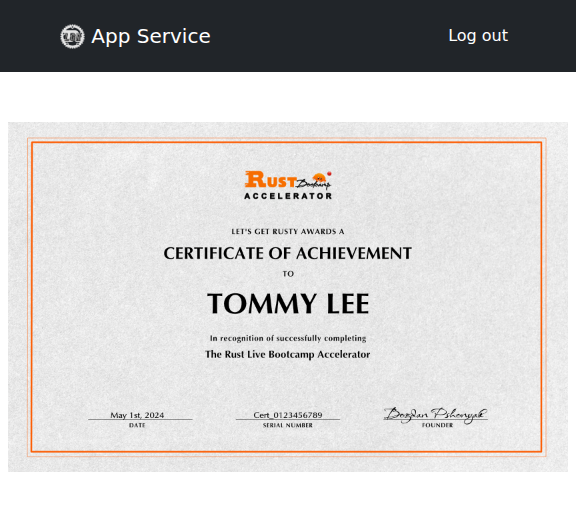 App Service
Log out
RUST Bootcamp
ACCELERATOR
LET'S GET RUSTY AWARDS A
CERTIFICATE OF ACHIEVEMENT
TO
TOMMY LEE
In recognition of successfully completing
The Rust Live Bootcamp Accelerator
May 1st, 2024
Cert_0123456789
Bogdan Pshonyak
DATE
SERIAL NUMBER
FOUNDER